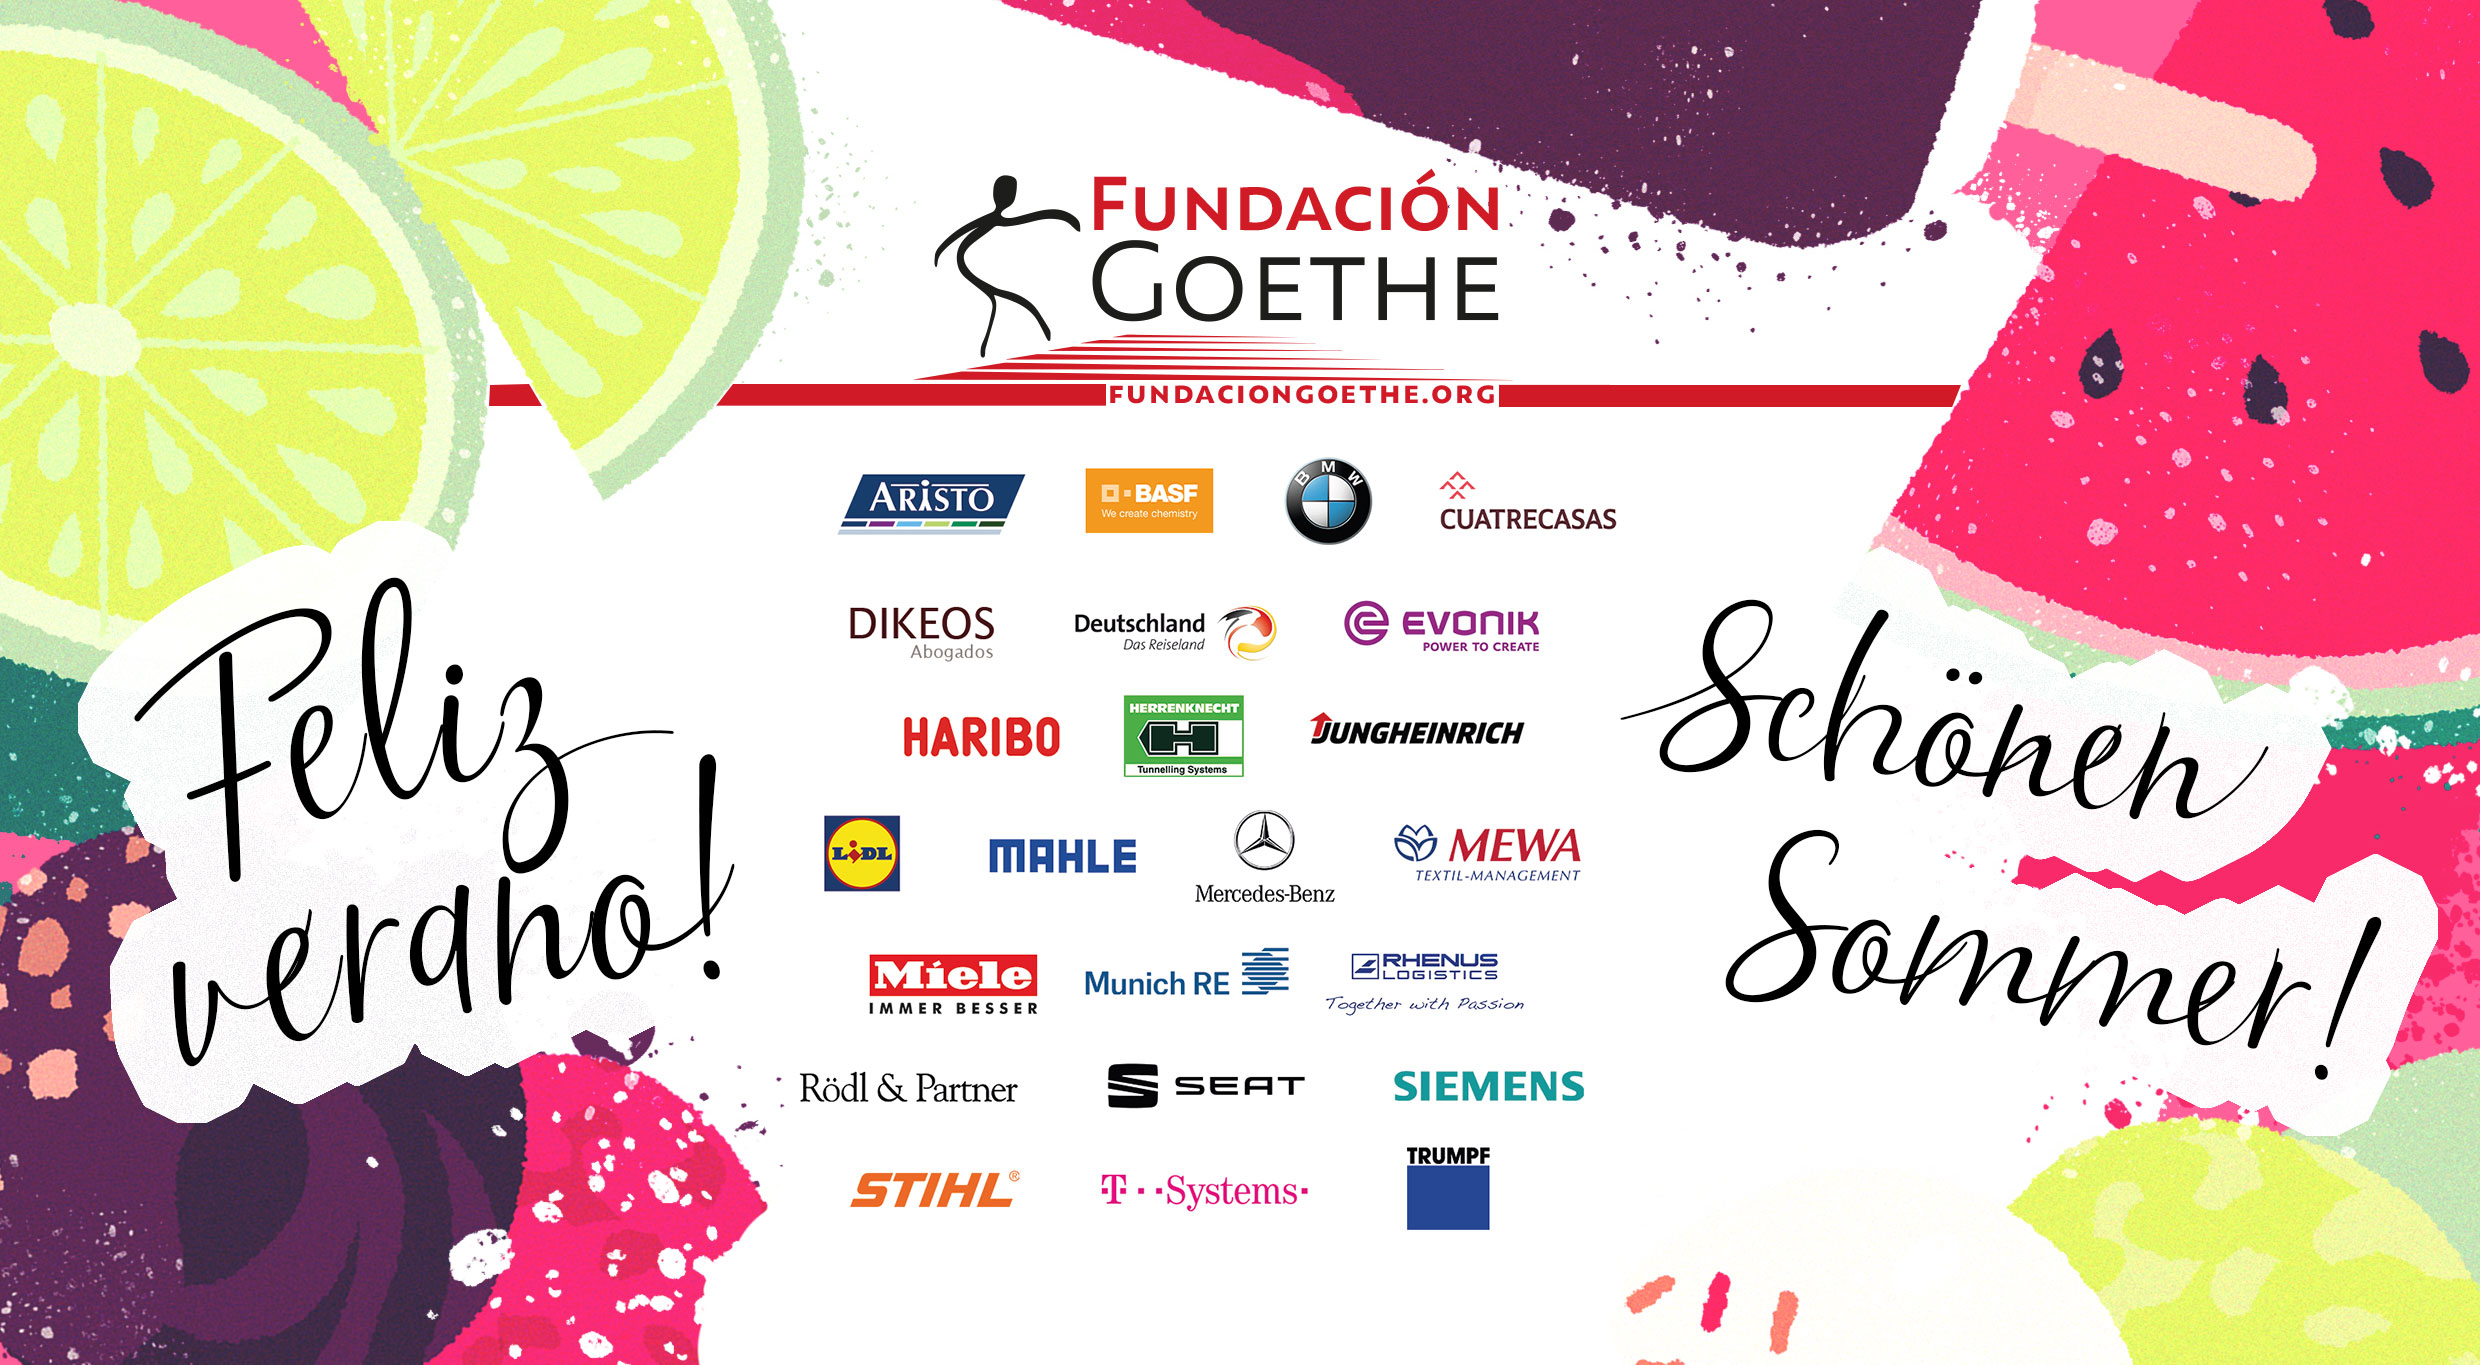 FUNDACIÓN
GOETHE
FUNDACIONGOETHE.ORG
ARISTO
BASF
We create chemistry
BMW
CUATRECASAS
DIKEOS
Abogados
Deutschland
Das Reiseland
EVONIK
POWER TO CREATE
HARIBO
HERRENKNECHT
H
Tunnelling Systems
JUNGHEINRICH
LIDL
MAHLE
Mercedes-Benz
MEWA
TEXTIL-MANAGEMENT
Miele
IMMER BESSER
Munich RE
RHENUS
LOGISTICS
Together with Passion
Rödl & Partner
SEAT
SIEMENS
STIHL®
T··Systems·
TRUMPF
Feliz
verano!
Schönen
Sommer!